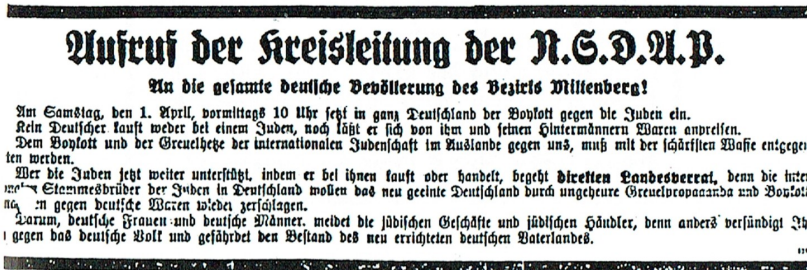 Aufruf der Kreisleitung der N.S.D.A.P.
An die gesamte deutsche Bevölkerung des Bezirks Miltenberg!
Am Samstag, den 1. April, vormittags 10 Uhr setzt in ganz Deutschland der Boykott gegen die Juden ein.
Kein Deutscher kauft weder bei einem Juden, noch läßt er sich von ihm und seinen Hintermännern Waren anpreisen.
Dem Boykott und der Greuelhetze der internationalen Judenschaft im Auslande gegen uns, muß mit der schärfsten Waffe entgege
ten werden.
Wer die Juden jetzt weiter unterstützt, indem er bei ihnen kauft oder handelt, begeht direkten Landesverrat, denn die inter
Stammesbrüder der Juden in Deutschland wollen das neu geeinte Deutschland durch ungeheure Greuelpropaganda und Boykott
gegen deutsche Waren wieder zerschlagen.
Darum, deutsche Frauen und deutsche Männer, meidet die jüdischen Geschäfte und jüdischen Händler, denn anders versündigt Ih
gegen das deutsche Volk und gefährdet den Bestand des neu errichteten deutschen Vaterlandes.